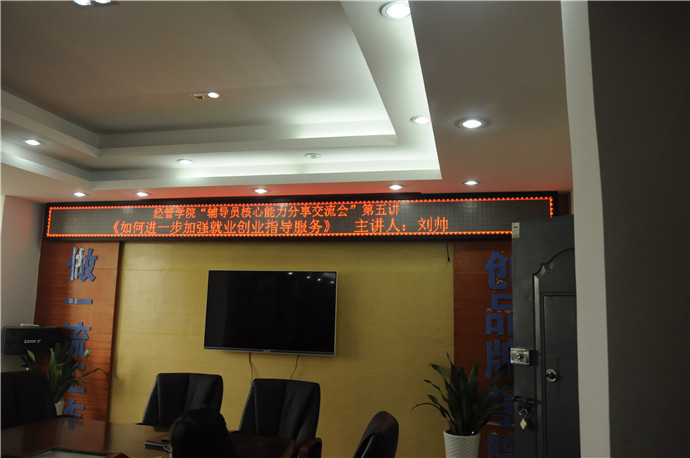 经管学院“辅导员核心能力分享交流会”第五讲
《如何进一步加强就业创业指导服务》 主讲人：刘帅
做一流
创品牌